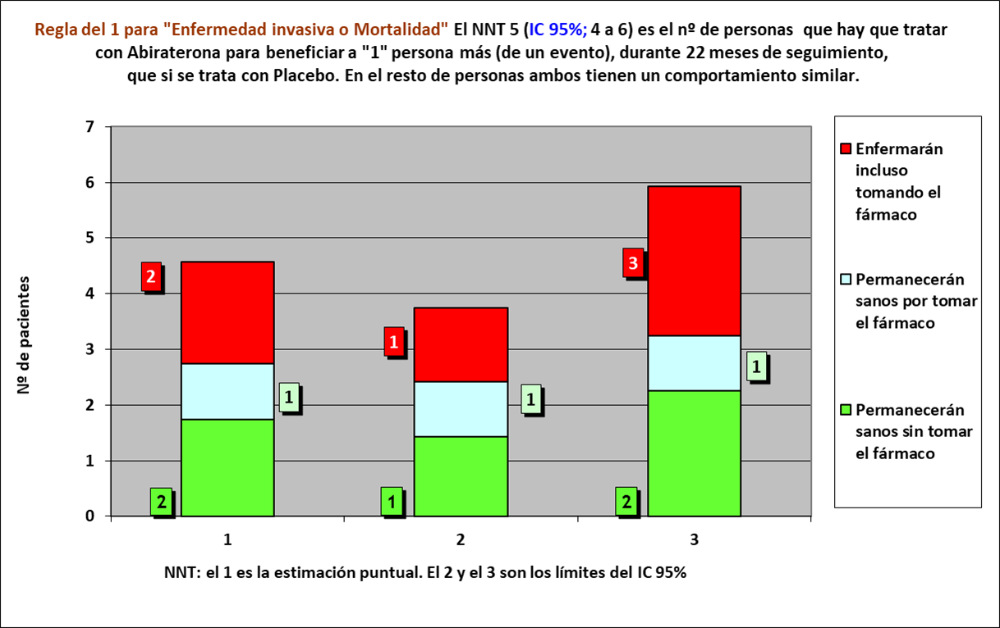 Regla del 1 para "Enfermedad invasiva o Mortalidad" El NNT 5 (IC 95%; 4 a 6) es el nº de personas que hay que tratar
con Abiraterona para beneficiar a "1" persona más (de un evento), durante 22 meses de seguimiento,
que si se trata con Placebo. En el resto de personas ambos tienen un comportamiento similar.
7
6
5
4
3
2
1
0
Nº de pacientes
2
1
2
1
1
1
3
1
2
1
2
3
NNT: el 1 es la estimación puntual. El 2 y el 3 son los límites del IC 95%
Enfermarán
incluso
tomando el
fármaco
Permanecerán
sanos por tomar
el fármaco
Permanecerán
sanos sin tomar
el fármaco